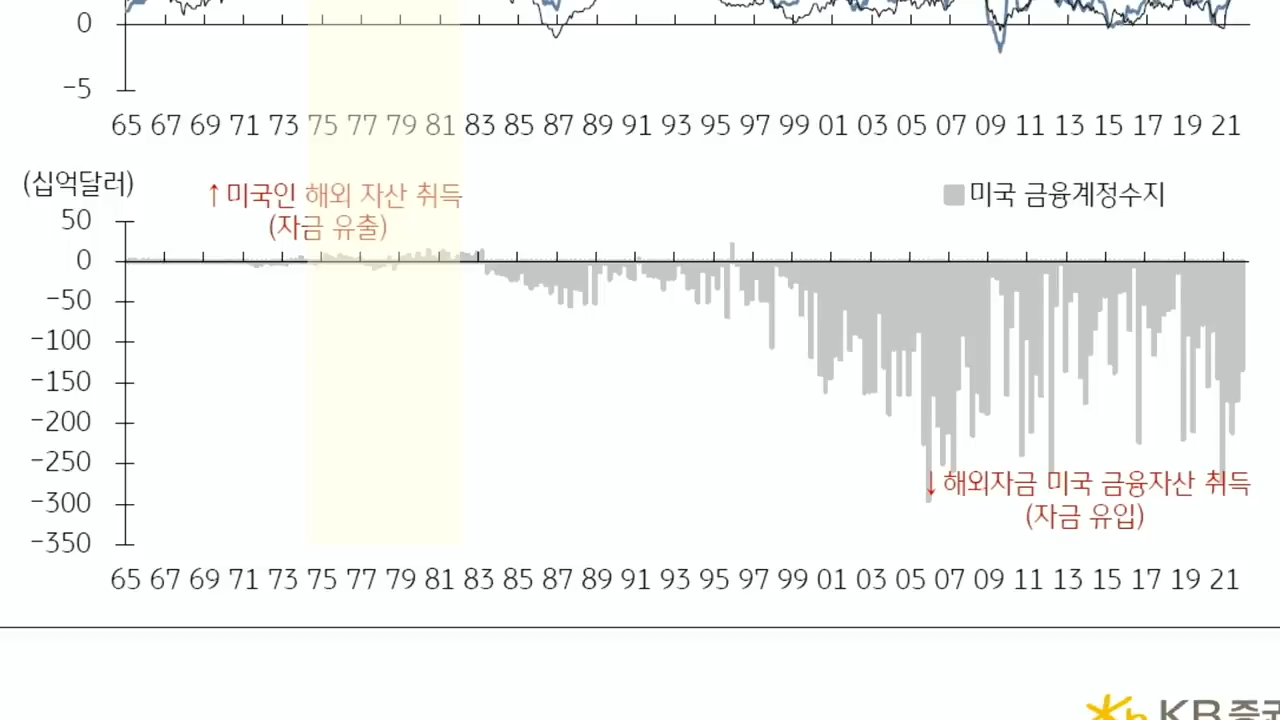 0
-5
65 67 69 71 73 75 77 79 81 83 85 87 89 91 93 95 97 99 01 03 05 07 09 11 13 15 17 19 21
(십억달러)
↑미국인 해외 자산 취득
(자금 유출)
미국 금융계정수지
50
0
-50
-100
-150
-200
-250
-300
-350
↓해외자금 미국 금융자산 취득
(자금 유입)
65 67 69 71 73 75 77 79 81 83 85 87 89 91 93 95 97 99 01 03 05 07 09 11 13 15 17 19 21
KB증권